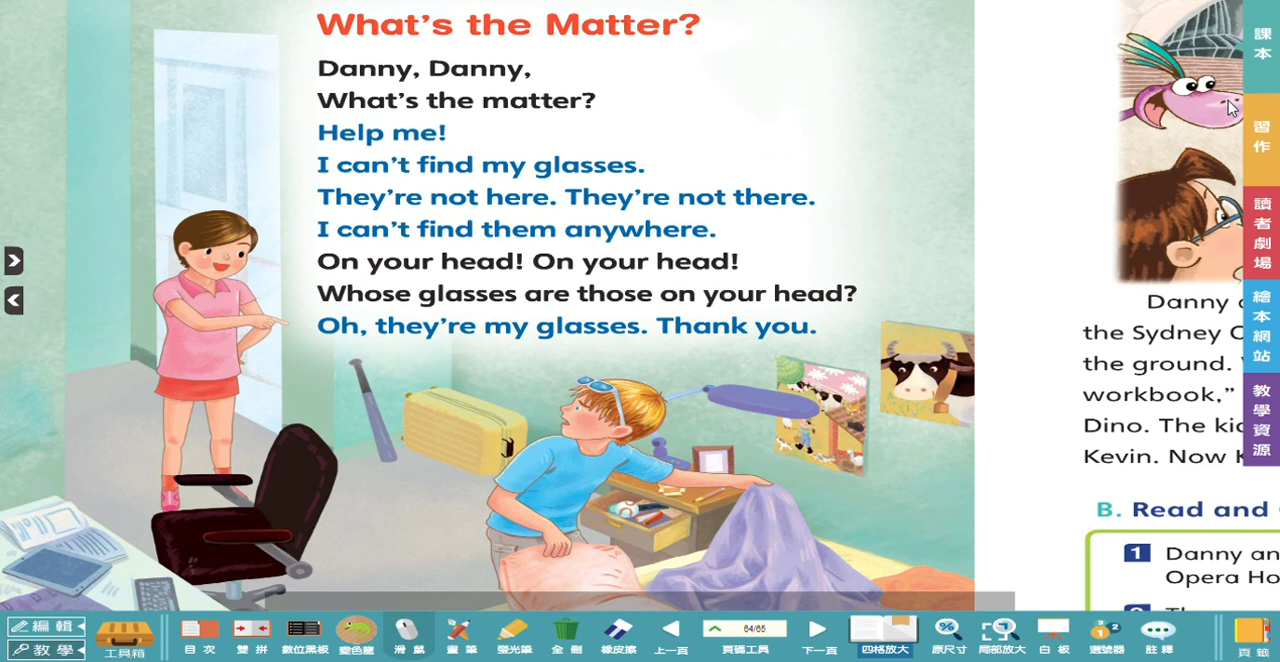 What's the Matter?
Danny, Danny,
What's the matter?
Help me!
I can't find my glasses.
They're not here. They're not there.
I can't find them anywhere.
On your head! On your head!
Whose glasses are those on your head?
Oh, they're my glasses. Thank you.
Danny
the Sydney
the ground.
workbook,"
Dino. The
Kevin. Now
B. Read and
1 Danny an
Opera Ho
課本
習作
讀者劇場
繪本網站
教學資源
編輯
教學
工具箱
目次
雙拼
數位黑板
變色龍
滑鼠
畫筆
螢光筆
全刪
橡皮擦
上一頁
64/65
頁碼工具
下一頁
四格放大
原尺寸
局部放大
白板
選號器
註釋
頁籤